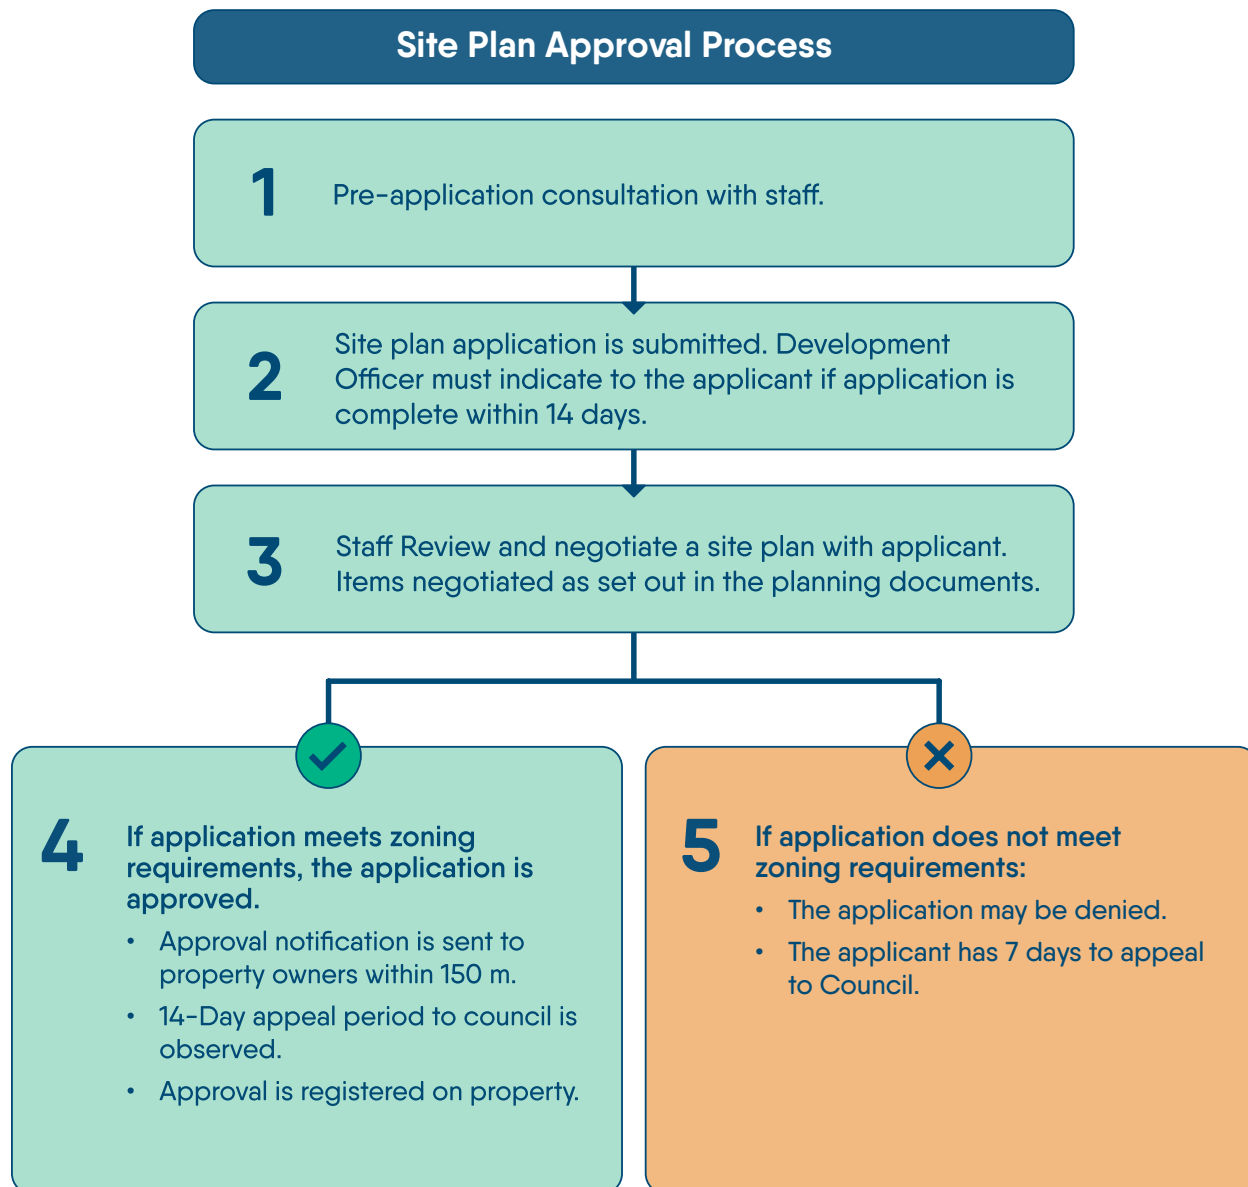 Site Plan Approval Process
1
Pre-application consultation with staff.
2
Site plan application is submitted. Development
Officer must indicate to the applicant if application is
complete within 14 days.
3
Staff Review and negotiate a site plan with applicant.
Items negotiated as set out in the planning documents.
4
If application meets zoning
requirements, the application is
approved.
• Approval notification is sent to
property owners within 150 m.
• 14-Day appeal period to council is
observed.
• Approval is registered on property.
5
If application does not meet
zoning requirements:
• The application may be denied.
• The applicant has 7 days to appeal
to Council.